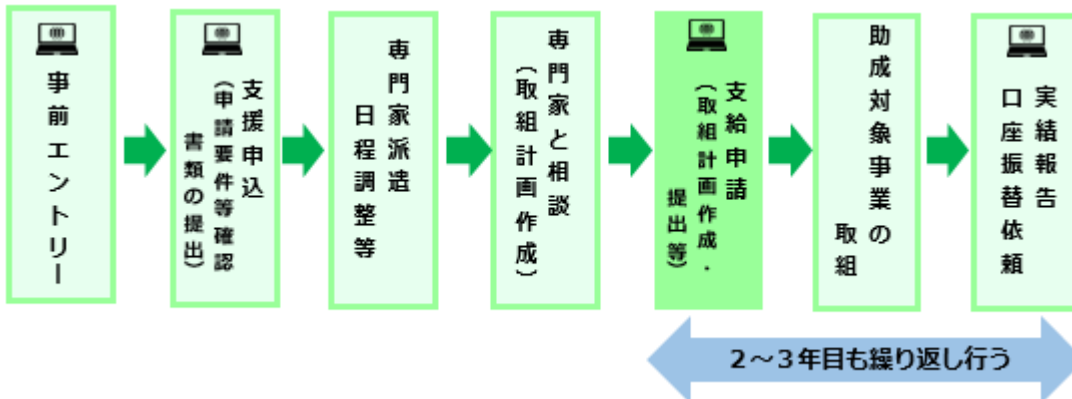 事前エントリー
支援申込
（申請要件等確認
書類の提出）
専門家派遣
日程調整等
専門家と相談
（取組計画作成）
支給申請
（取組計画作成・
提出等）
助成対象事業の
取組
実績報告
口座振替依頼
２～３年目も繰り返し行う